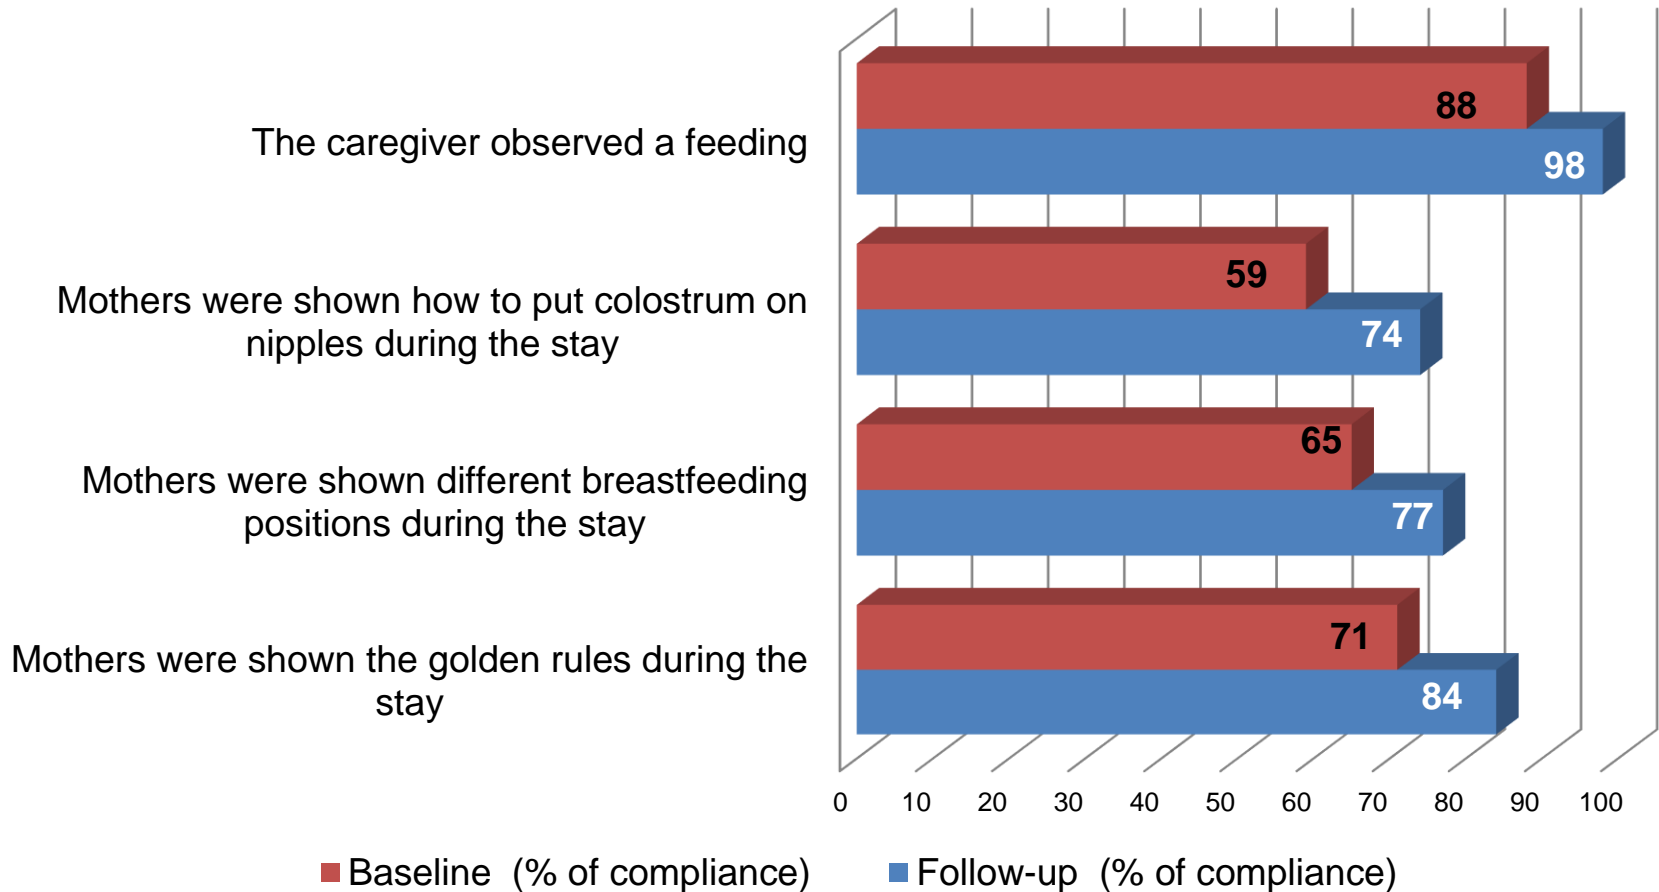 The caregiver observed a feeding
88
98
Mothers were shown how to put colostrum on
nipples during the stay
59
74
Mothers were shown different breastfeeding
positions during the stay
65
77
Mothers were shown the golden rules during the
stay
71
84
0 10 20 30 40 50 60 70 80 90 100
Baseline (% of compliance) Follow-up (% of compliance)